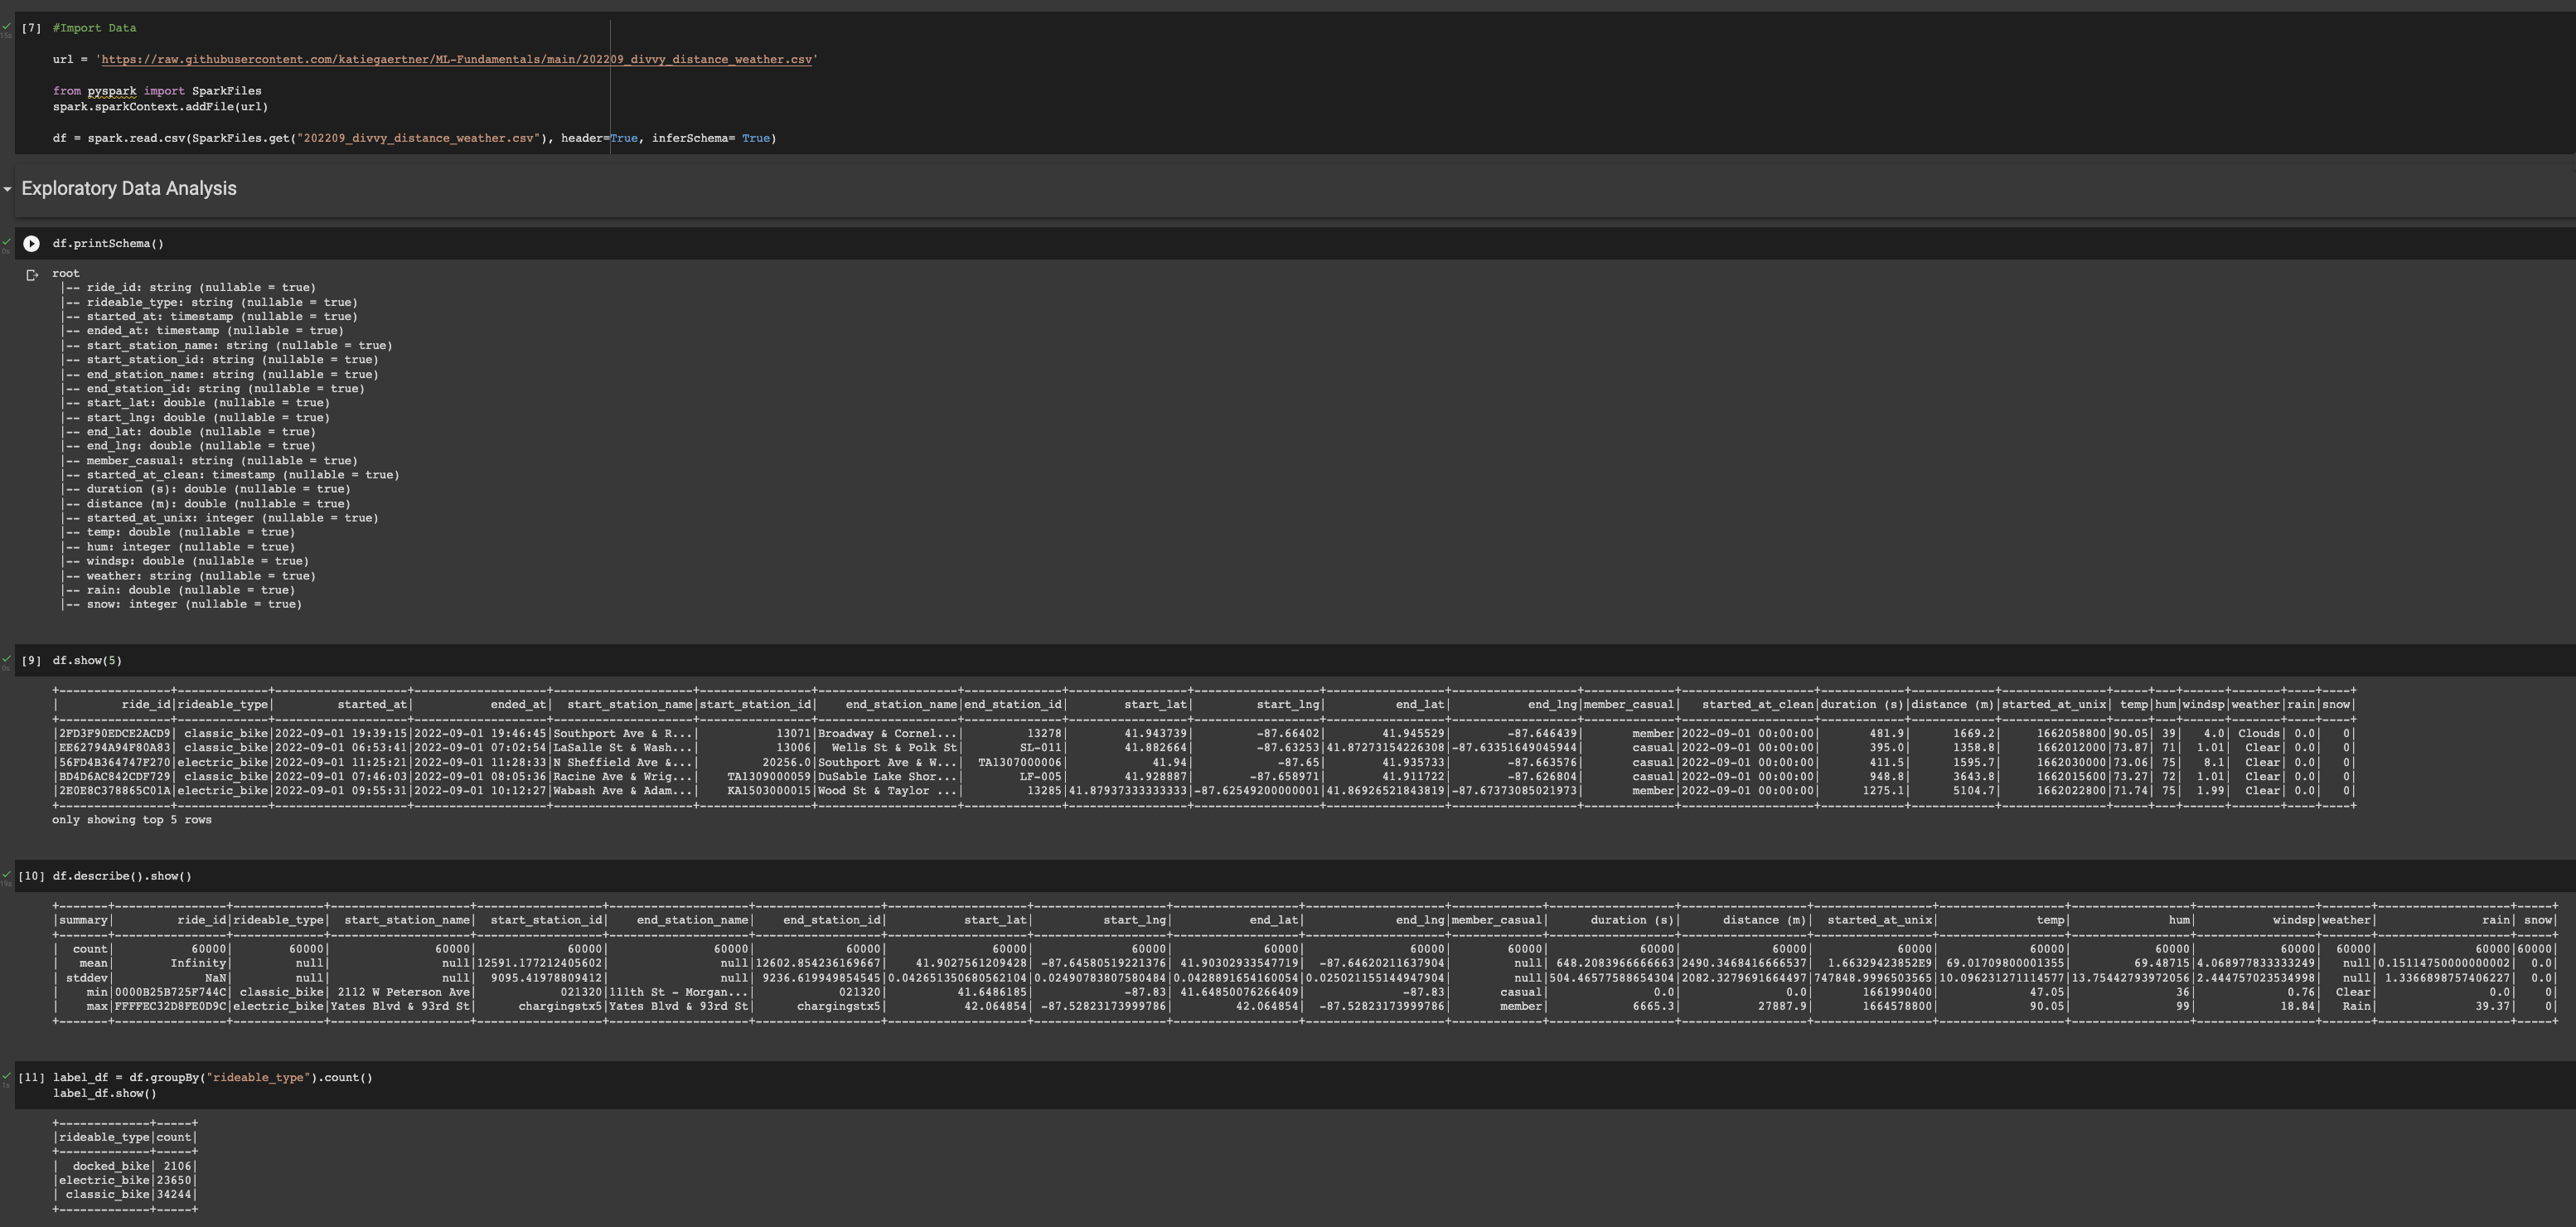 15s
[7] #Import Data
url = 'https://raw.githubusercontent.com/katiegaertner/ML-Fundamentals/main/202209_divvy_distance_weather.csv'
from pyspark import SparkFiles
spark.sparkContext.addFile(url)
df = spark.read.csv(SparkFiles.get("202209_divvy_distance_weather.csv"), header=True, inferSchema= True)
Exploratory Data Analysis
0s
df.printSchema()
root
|-- ride_id: string (nullable = true)
|-- rideable_type: string (nullable = true)
|-- started_at: timestamp (nullable = true)
|-- ended_at: timestamp (nullable = true)
|-- start_station_name: string (nullable = true)
|-- start_station_id: string (nullable = true)
|-- end_station_name: string (nullable = true)
|-- end_station_id: string (nullable = true)
|-- start_lat: double (nullable = true)
|-- start_lng: double (nullable = true)
|-- end_lat: double (nullable = true)
|-- end_lng: double (nullable = true)
|-- member_casual: string (nullable = true)
|-- started_at_clean: timestamp (nullable = true)
|-- duration (s): double (nullable = true)
|-- distance (m): double (nullable = true)
|-- started_at_unix: integer (nullable = true)
|-- temp: double (nullable = true)
|-- hum: integer (nullable = true)
|-- windsp: double (nullable = true)
|-- weather: string (nullable = true)
|-- rain: double (nullable = true)
|-- snow: integer (nullable = true)
0s
[9] df.show(5)
| ride_id|rideable_type| started_at| ended_at| start_station_name|start_station_id| end_station_name|end_station_id| start_lat| start_lng| end_lat| end_lng|member_casual| started_at_clean|duration (s)|distance (m)|started_at_unix| temp|hum|windsp|weather|rain|snow|
|2FD3F90EDCE2ACD9| classic_bike|2022-09-01 19:39:15|2022-09-01 19:46:45|Southport Ave & R...| 13071|Broadway & Cornel...| 13278| 41.943739| -87.66402| 41.945529| -87.646439| member|2022-09-01 00:00:00| 481.9| 1669.2| 1662058800|90.05| 39| 4.0| Clouds| 0.0| 0|
|EE62794A94F80A83| classic_bike|2022-09-01 06:53:41|2022-09-01 07:02:54|LaSalle St & Wash...| 13006| Wells St & Polk St| SL-011| 41.882664| -87.63253|41.87273154226308|-87.63351649045944| casual|2022-09-01 00:00:00| 395.0| 1358.8| 1662012000|73.87| 71| 1.01| Clear| 0.0| 0|
|56FD4B364747F270|electric_bike|2022-09-01 11:25:21|2022-09-01 11:28:33|N Sheffield Ave &...| 20256.0|Southport Ave & W...| TA1307000006| 41.94| -87.65| 41.935733| -87.663576| casual|2022-09-01 00:00:00| 411.5| 1595.7| 1662030000|73.06| 75| 8.1| Clear| 0.0| 0|
|BD4D6AC842CDF729| classic_bike|2022-09-01 07:46:03|2022-09-01 08:05:36|Racine Ave & Wrig...| TA1309000059|DuSable Lake Shor...| LF-005| 41.928887| -87.658971| 41.911722| -87.626804| casual|2022-09-01 00:00:00| 948.8| 3643.8| 1662015600|73.27| 72| 1.01| Clear| 0.0| 0|
|2E0E8C378865C01A|electric_bike|2022-09-01 09:55:31|2022-09-01 10:12:27|Wabash Ave & Adam...| KA1503000015|Wood St & Taylor ...| 13285|41.87937333333333|-87.62549200000001|41.86926521843819|-87.67373085021973| member|2022-09-01 00:00:00| 1275.1| 5104.7| 1662022800|71.74| 75| 1.99| Clear| 0.0| 0|
only showing top 5 rows
19s
[10] df.describe().show()
|summary| ride_id|rideable_type| start_station_name| start_station_id| end_station_name| end_station_id| start_lat| start_lng| end_lat| end_lng|member_casual| duration (s)| distance (m)| started_at_unix| temp| hum| windsp|weather| rain| snow|
| count| 60000| 60000| 60000| 60000| 60000| 60000| 60000| 60000| 60000| 60000| 60000| 60000| 60000| 60000| 60000| 60000| 60000| 60000| 60000|60000|
| mean| Infinity| null| null|12591.177212405602| null|12602.854236169667| 41.9027561209428| -87.64580519221376| 41.90302933547719| -87.64620211637904| null| 648.2083966666663| 2490.3468416666537| 1.66329423852E9| 69.01709800001355| 69.48715| 4.068977833333249| null|0.15114750000000002| 0.0|
| stddev| NaN| null| null| 9095.41978809412| null| 9236.619949854545|0.042651350680562104| 0.02490783807580484|0.0428891654160054|0.025021155144947904| null|504.46577588654304|2082.3279691664497|747848.9996503565|10.096231271114577|13.75442793972056|2.444757023534998| null| 1.3366898757406227| 0.0|
| min|0000B25B725F744C| classic_bike| 2112 W Peterson Ave| 021320|111th St - Morgan...| 021320| 41.6486185| -87.83| 41.64850076266409| -87.83| casual| 0.0| 0.0| 1661990400| 47.05| 36| 0.76| Clear| 0.0| 0|
| max|FFFFEC32D8FE0D9C|electric_bike|Yates Blvd & 93rd St| chargingstx5|Yates Blvd & 93rd St| chargingstx5| 42.064854| -87.52823173999786| 42.064854| -87.52823173999786| member| 6665.3| 27887.9| 1664578800| 90.05| 99| 18.84| Rain| 39.37| 0|
1s
[11] label_df = df.groupBy("rideable_type").count()
label_df.show()
|rideable_type|count|
| docked_bike| 2106|
|electric_bike|23650|
| classic_bike|34244|